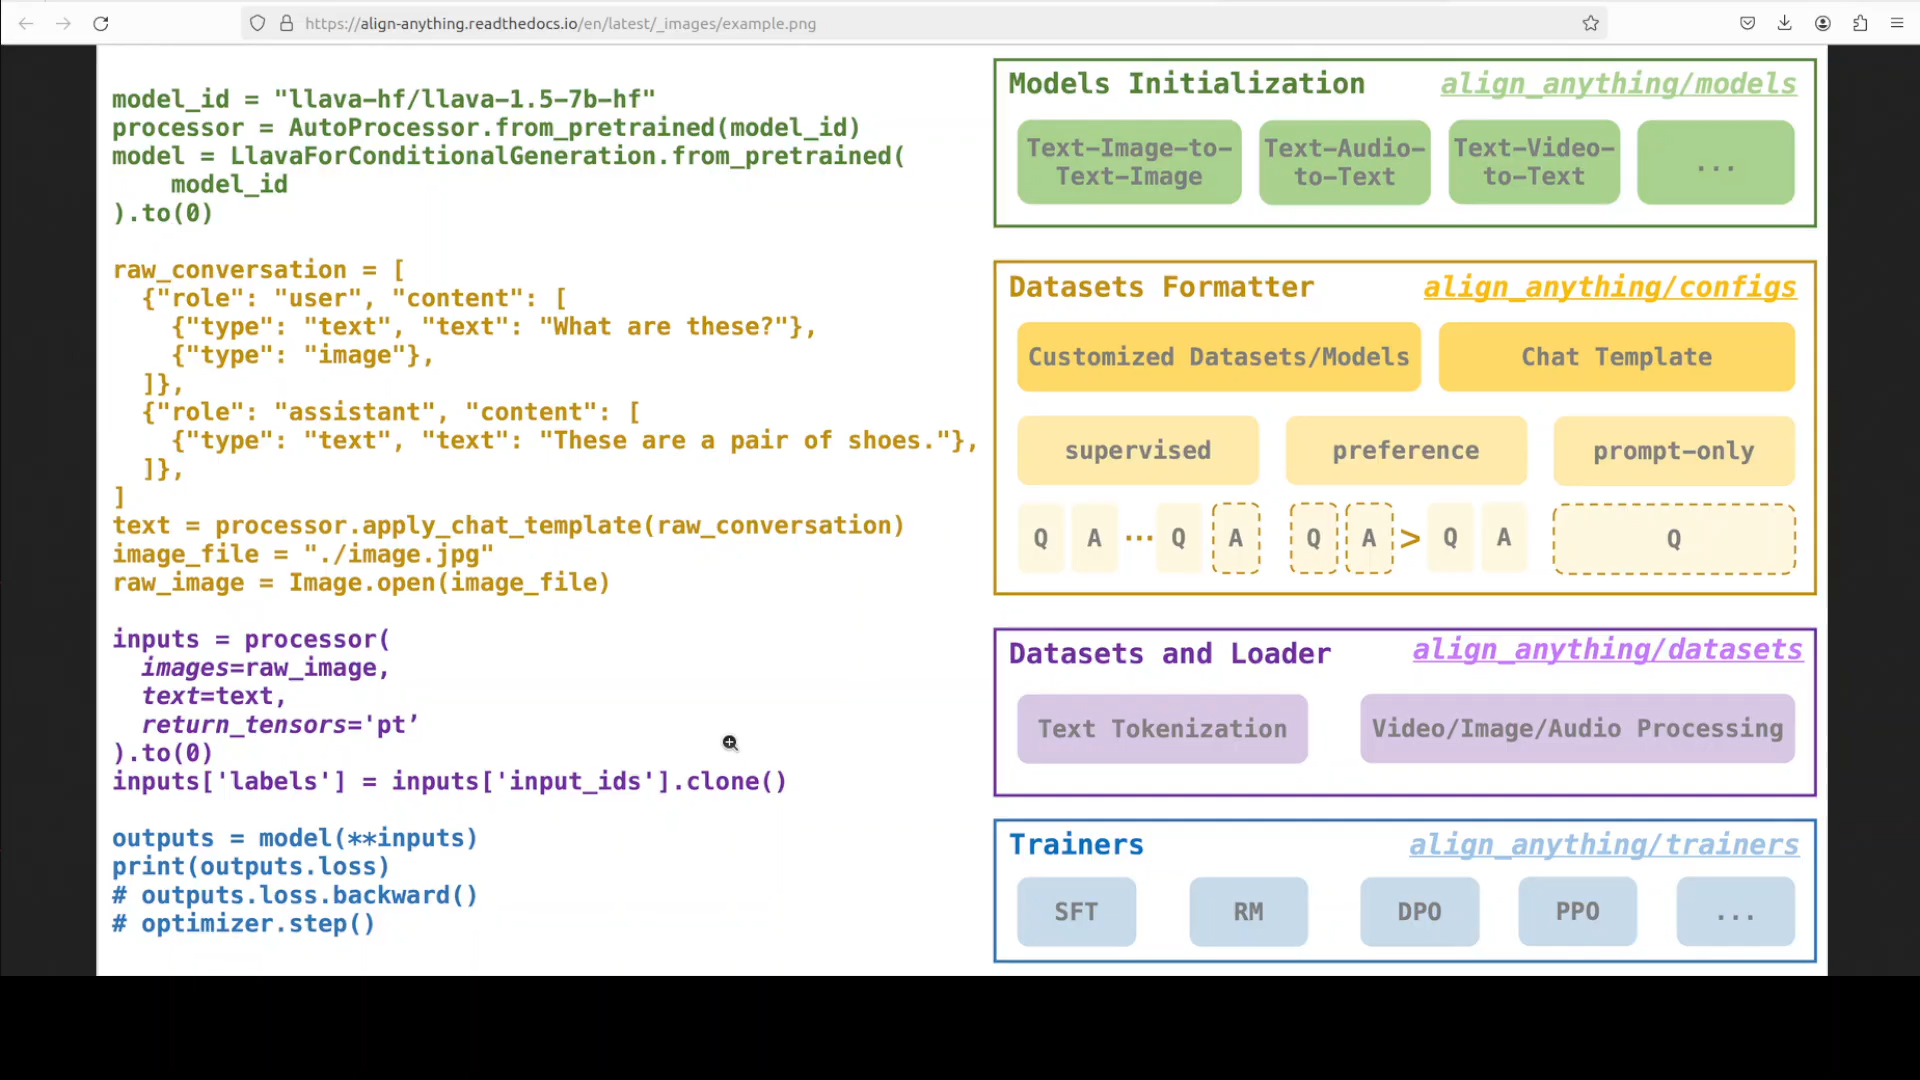 https://align-anything.readthedocs.io/en/latest/_images/example.png
model_id = "llava-hf/llava-1.5-7b-hf"
processor = AutoProcessor.from_pretrained(model_id)
model = LlavaForConditionalGeneration.from_pretrained(
    model_id
).to(0)
raw_conversation = [
  {"role": "user", "content": [
    {"type": "text", "text": "What are these?"},
    {"type": "image"},
  ]},
  {"role": "assistant", "content": [
    {"type": "text", "text": "These are a pair of shoes."},
  ]},
]
text = processor.apply_chat_template(raw_conversation)
image_file = "./image.jpg"
raw_image = Image.open(image_file)
inputs = processor(
  images=raw_image,
  text=text,
  return_tensors='pt’
).to(0)
inputs['labels'] = inputs['input_ids'].clone()
outputs = model(**inputs)
print(outputs.loss)
# outputs.loss.backward()
# optimizer.step()
Models Initialization align_anything/models
Text-Image-to-
Text-Image
Text-Audio-
to-Text
Text-Video-
to-Text
...
Datasets Formatter align_anything/configs
Customized Datasets/Models Chat Template
supervised preference prompt-only
Q A ... Q A Q A > Q A Q
Datasets and Loader align_anything/datasets
Text Tokenization Video/Image/Audio Processing
Trainers align_anything/trainers
SFT RM DPO PPO ...